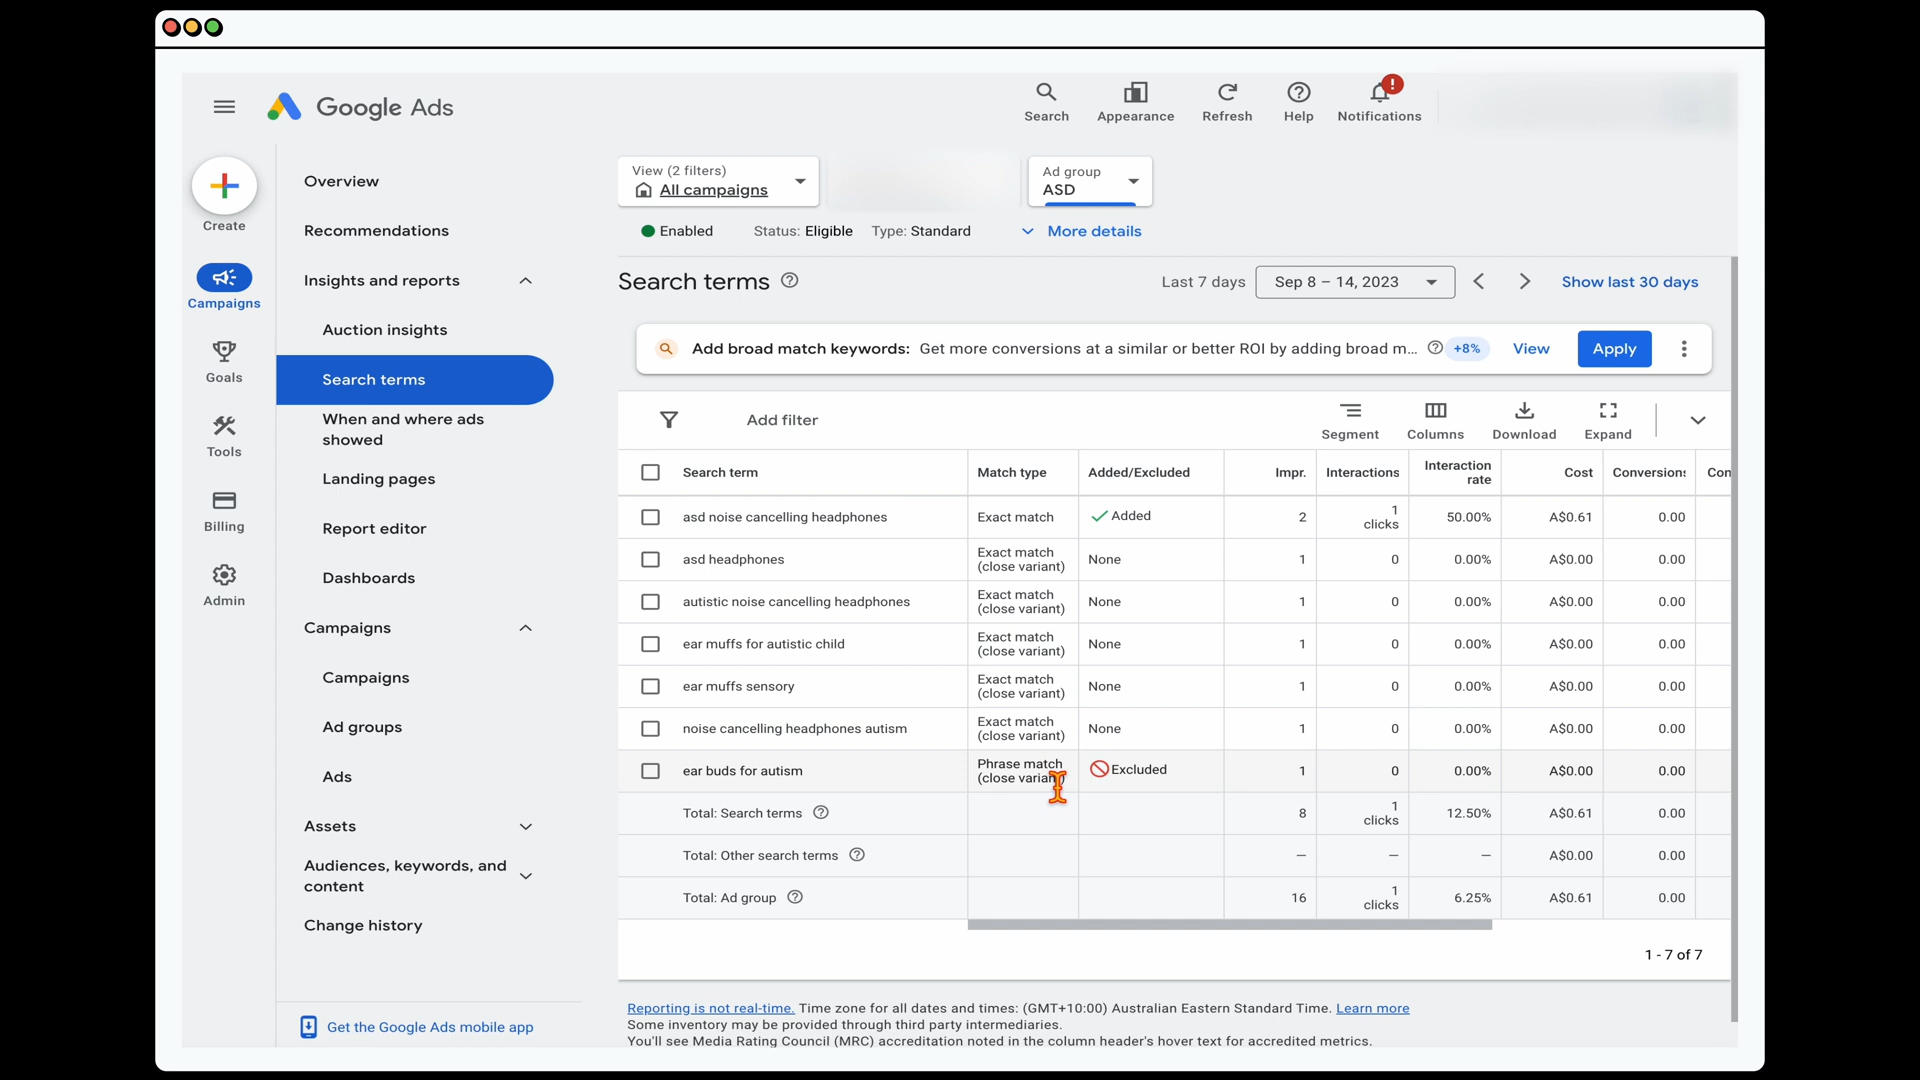 Google Ads
Search
Appearance
Refresh
Help
!
Notifications
Create
Campaigns
Goals
Tools
Billing
Admin
Overview
Recommendations
Insights and reports
Auction insights
Search terms
When and where ads
showed
Landing pages
Report editor
Dashboards
Campaigns
Campaigns
Ad groups
Ads
Assets
Audiences, keywords, and
content
Change history
Get the Google Ads mobile app
View (2 filters)
All campaigns
Ad group
ASD
Enabled Status: Eligible Type: Standard More details
Search terms
Last 7 days Sep 8 – 14, 2023 Show last 30 days
Add broad match keywords: Get more conversions at a similar or better ROI by adding broad m... +8% View Apply
Add filter
Segment Columns Download Expand
Search term Match type Added/Excluded Impr. Interactions Interaction rate Cost Conversions Con
asd noise cancelling headphones Exact match Added 2 1 clicks 50.00% A$0.61 0.00
asd headphones Exact match (close variant) None 1 0 0.00% A$0.00 0.00
autistic noise cancelling headphones Exact match (close variant) None 1 0 0.00% A$0.00 0.00
ear muffs for autistic child Exact match (close variant) None 1 0 0.00% A$0.00 0.00
ear muffs sensory Exact match (close variant) None 1 0 0.00% A$0.00 0.00
noise cancelling headphones autism Exact match (close variant) None 1 0 0.00% A$0.00 0.00
ear buds for autism Phrase match (close variant) Excluded 1 0 0.00% A$0.00 0.00
Total: Search terms 8 1 clicks 12.50% A$0.61 0.00
Total: Other search terms – – – A$0.00 0.00
Total: Ad group 16 1 clicks 6.25% A$0.61 0.00
1 - 7 of 7
Reporting is not real-time. Time zone for all dates and times: (GMT+10:00) Australian Eastern Standard Time. Learn more
Some inventory may be provided through third party intermediaries.
You'll see Media Rating Council (MRC) accreditation noted in the column header's hover text for accredited metrics.